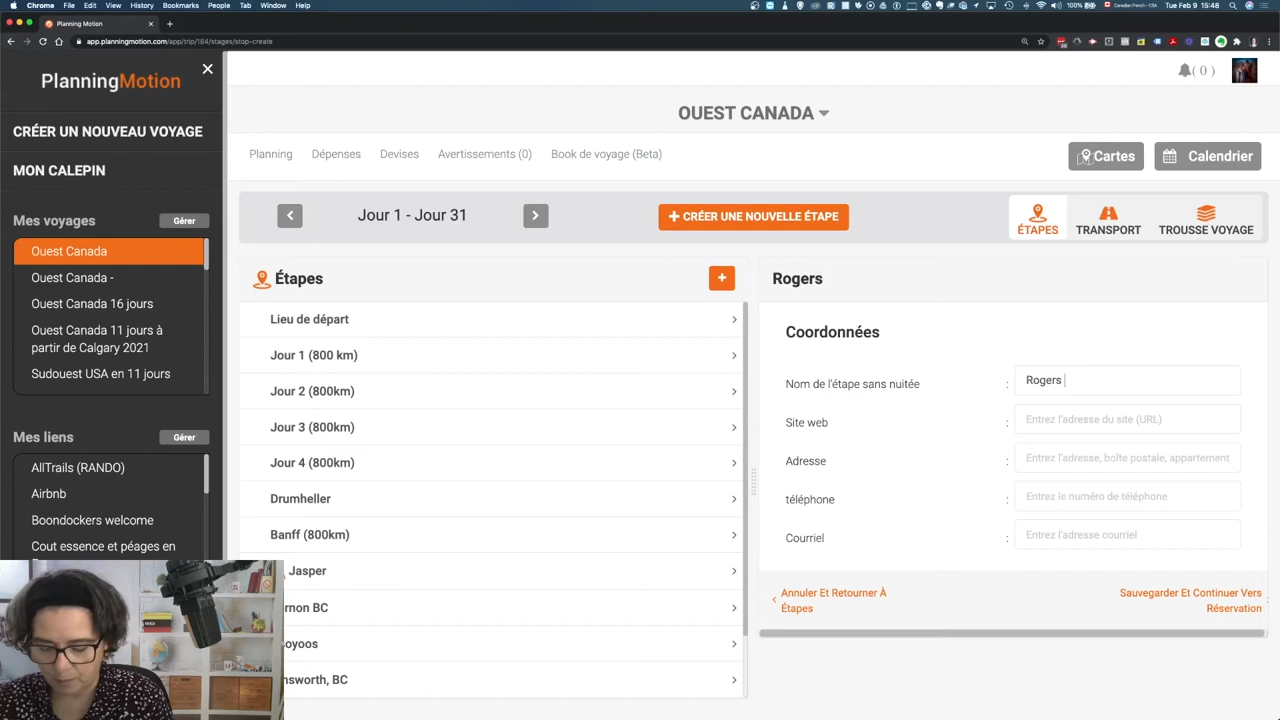 Chrome File Edit View History Bookmarks People Tab Window Help 100% Canadian French - CSA Tue Feb 9 15:48
Planning Motion
app.planningmotion.com/app/trip/184/stages/stop-create
PlanningMotion
( 0 )
CRÉER UN NOUVEAU VOYAGE
MON CALEPIN
Mes voyages Gérer
Ouest Canada
Ouest Canada -
Ouest Canada 16 jours
Ouest Canada 11 jours à
partir de Calgary 2021
Sudouest USA en 11 jours
Mes liens Gérer
AllTrails (RANDO)
Airbnb
Boondockers welcome
Cout essence et péages en
OUEST CANADA
Planning Dépenses Devises Avertissements (0) Book de voyage (Beta)
Cartes Calendrier
Jour 1 - Jour 31
CRÉER UNE NOUVELLE ÉTAPE
ÉTAPES TRANSPORT TROUSSE VOYAGE
Étapes
Lieu de départ
Jour 1 (800 km)
Jour 2 (800km)
Jour 3 (800km)
Jour 4 (800km)
Drumheller
Banff (800km)
Jasper
ernon BC
soyoos
nsworth, BC
Rogers
Coordonnées
Nom de l'étape sans nuitée : Rogers
Site web : Entrez l'adresse du site (URL)
Adresse : Entrez l'adresse, boîte postale, appartement
téléphone : Entrez le numéro de téléphone
Courriel : Entrez l'adresse courriel
Annuler Et Retourner À
Étapes
Sauvegarder Et Continuer Vers
Réservation